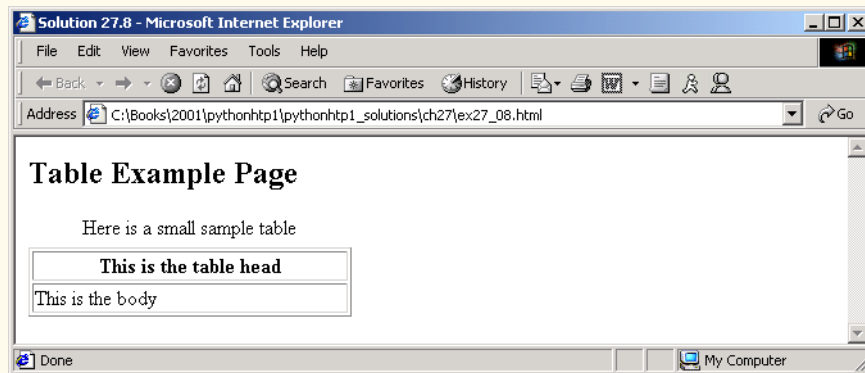 Solution 27.8 - Microsoft Internet Explorer
File Edit View Favorites Tools Help
Back Search Favorites History
Address C:\Books\2001\pythonhtp1\pythonhtp1_solutions\ch27\ex27_08.html Go
Table Example Page
Here is a small sample table
This is the table head
This is the body
Done My Computer